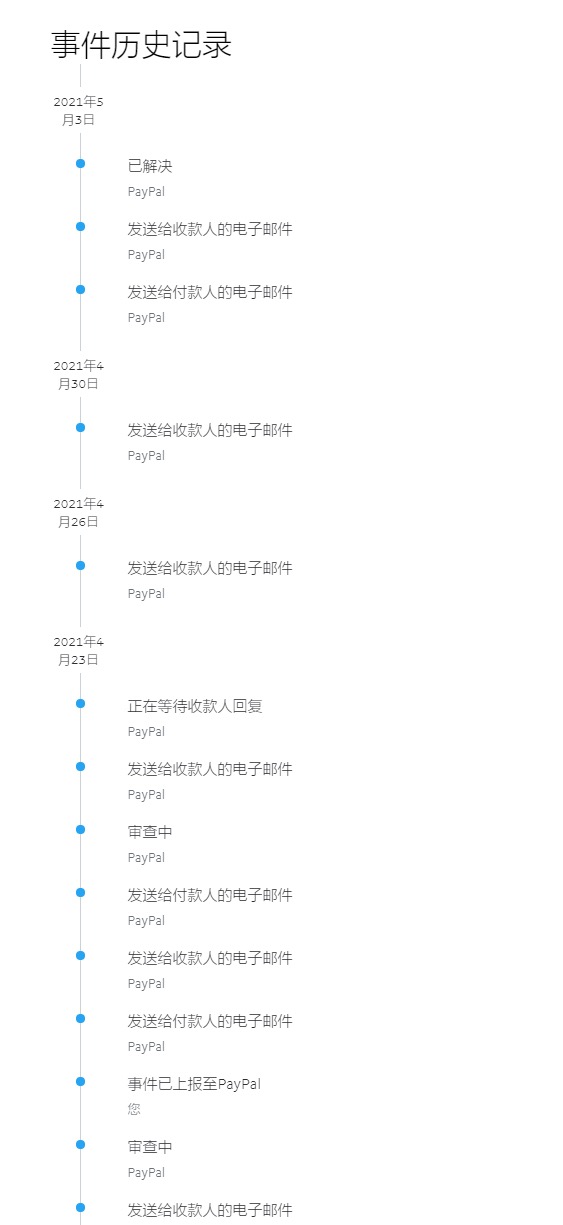 事件历史记录
2021年5
月3日
已解决
PayPal
发送给收款人的电子邮件
PayPal
发送给付款人的电子邮件
PayPal
2021年4
月30日
发送给收款人的电子邮件
PayPal
2021年4
月26日
发送给收款人的电子邮件
PayPal
2021年4
月23日
正在等待收款人回复
PayPal
发送给收款人的电子邮件
PayPal
审查中
PayPal
发送给付款人的电子邮件
PayPal
发送给收款人的电子邮件
PayPal
发送给付款人的电子邮件
PayPal
事件已上报至PayPal
您
审查中
PayPal
发送给收款人的电子邮件